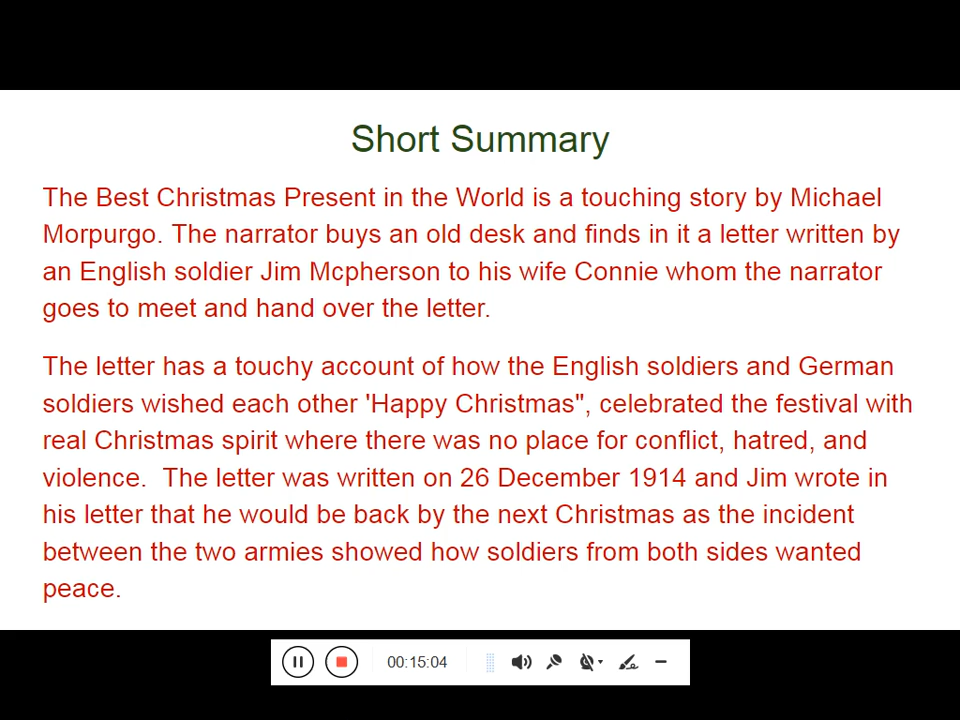 Short Summary
The Best Christmas Present in the World is a touching story by Michael
Morpurgo. The narrator buys an old desk and finds in it a letter written by
an English soldier Jim Mcpherson to his wife Connie whom the narrator
goes to meet and hand over the letter.
The letter has a touchy account of how the English soldiers and German
soldiers wished each other 'Happy Christmas", celebrated the festival with
real Christmas spirit where there was no place for conflict, hatred, and
violence.  The letter was written on 26 December 1914 and Jim wrote in
his letter that he would be back by the next Christmas as the incident
between the two armies showed how soldiers from both sides wanted
peace.
00:15:04